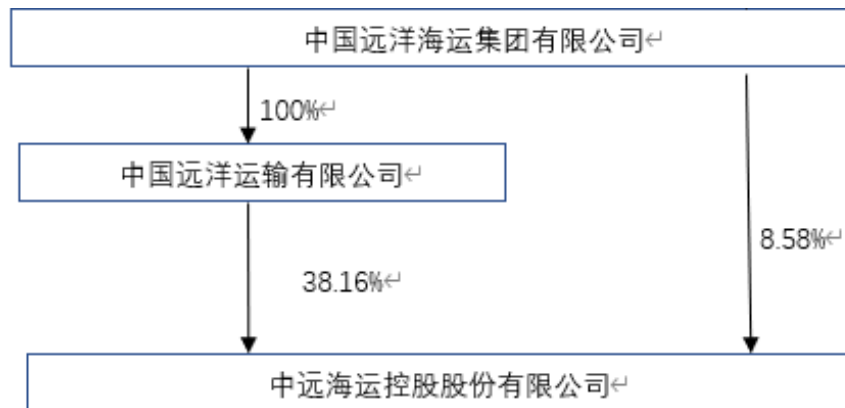 中国远洋海运集团有限公司↵
100%↵
中国远洋运输有限公司↵
8.58%↵
38.16%↵
中远海运控股股份有限公司↵